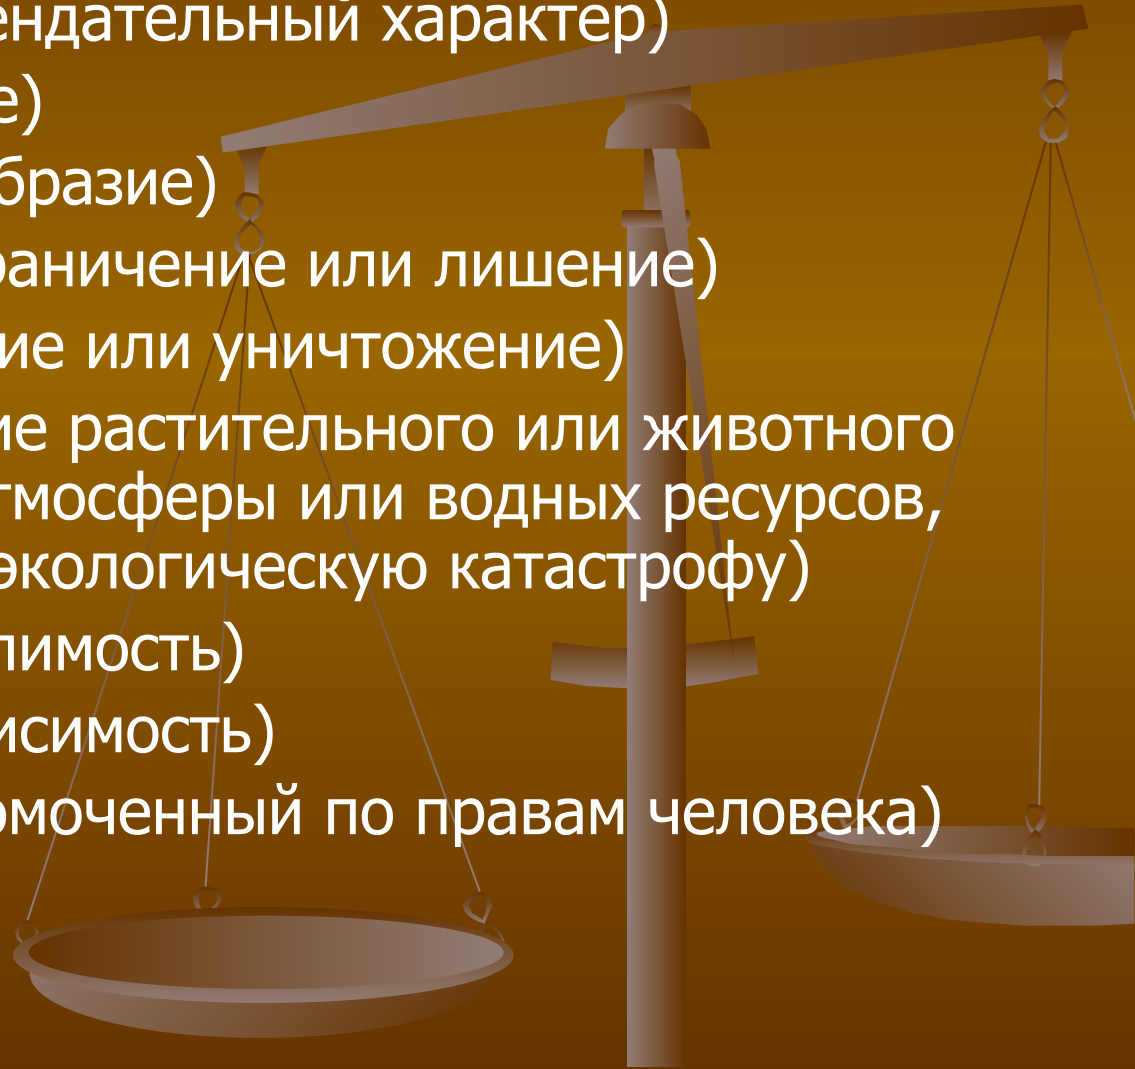 ендательный характер)
е)
бразие)
раничение или лишение)
ие или уничтожение)
ие растительного или животного
тмосферы или водных ресурсов,
экологическую катастрофу)
лимость)
исимость)
омоченный по правам человека)